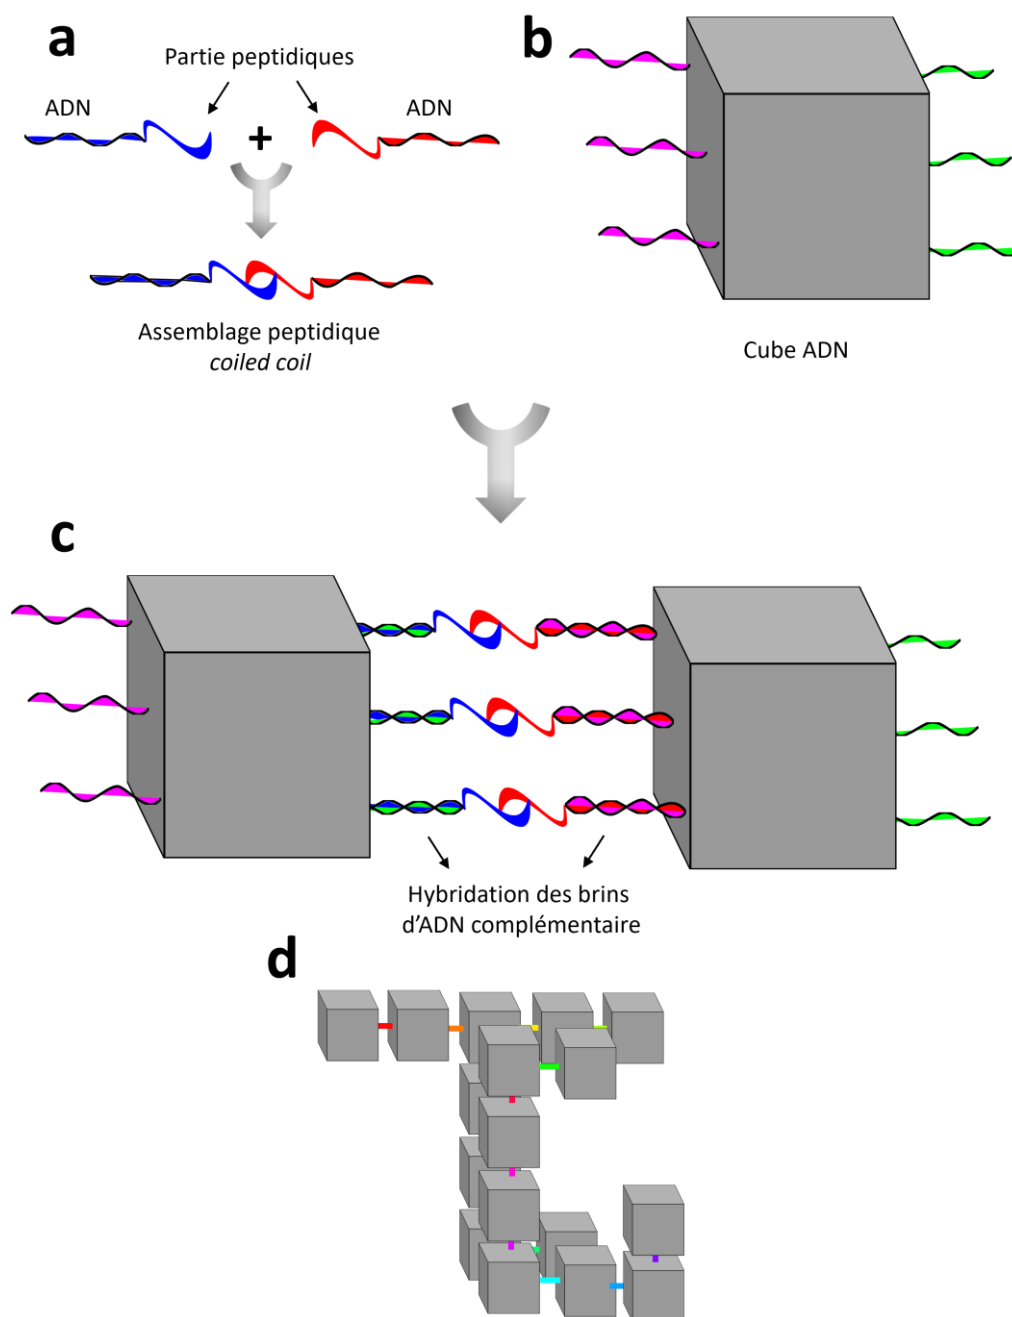 a
Partie peptidiques
ADN
ADN
+
Assemblage peptidique
coiled coil
b
Cube ADN
c
Hybridation des brins
d’ADN complémentaire
d